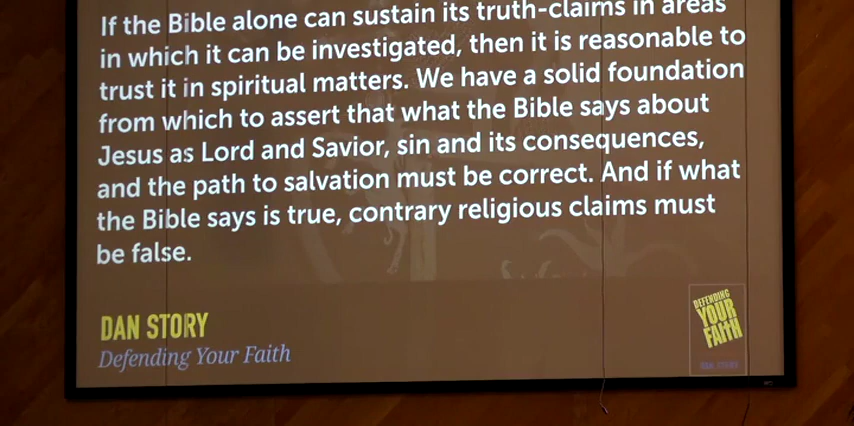 If the Bible alone can sustain its truth-claims in areas
in which it can be investigated, then it is reasonable to
trust it in spiritual matters. We have a solid foundation
from which to assert that what the Bible says about
Jesus as Lord and Savior, sin and its consequences,
and the path to salvation must be correct. And if what
the Bible says is true, contrary religious claims must
be false.
DAN STORY
Defending Your Faith
DEFENDING
YOUR
FAITH
DAN STORY